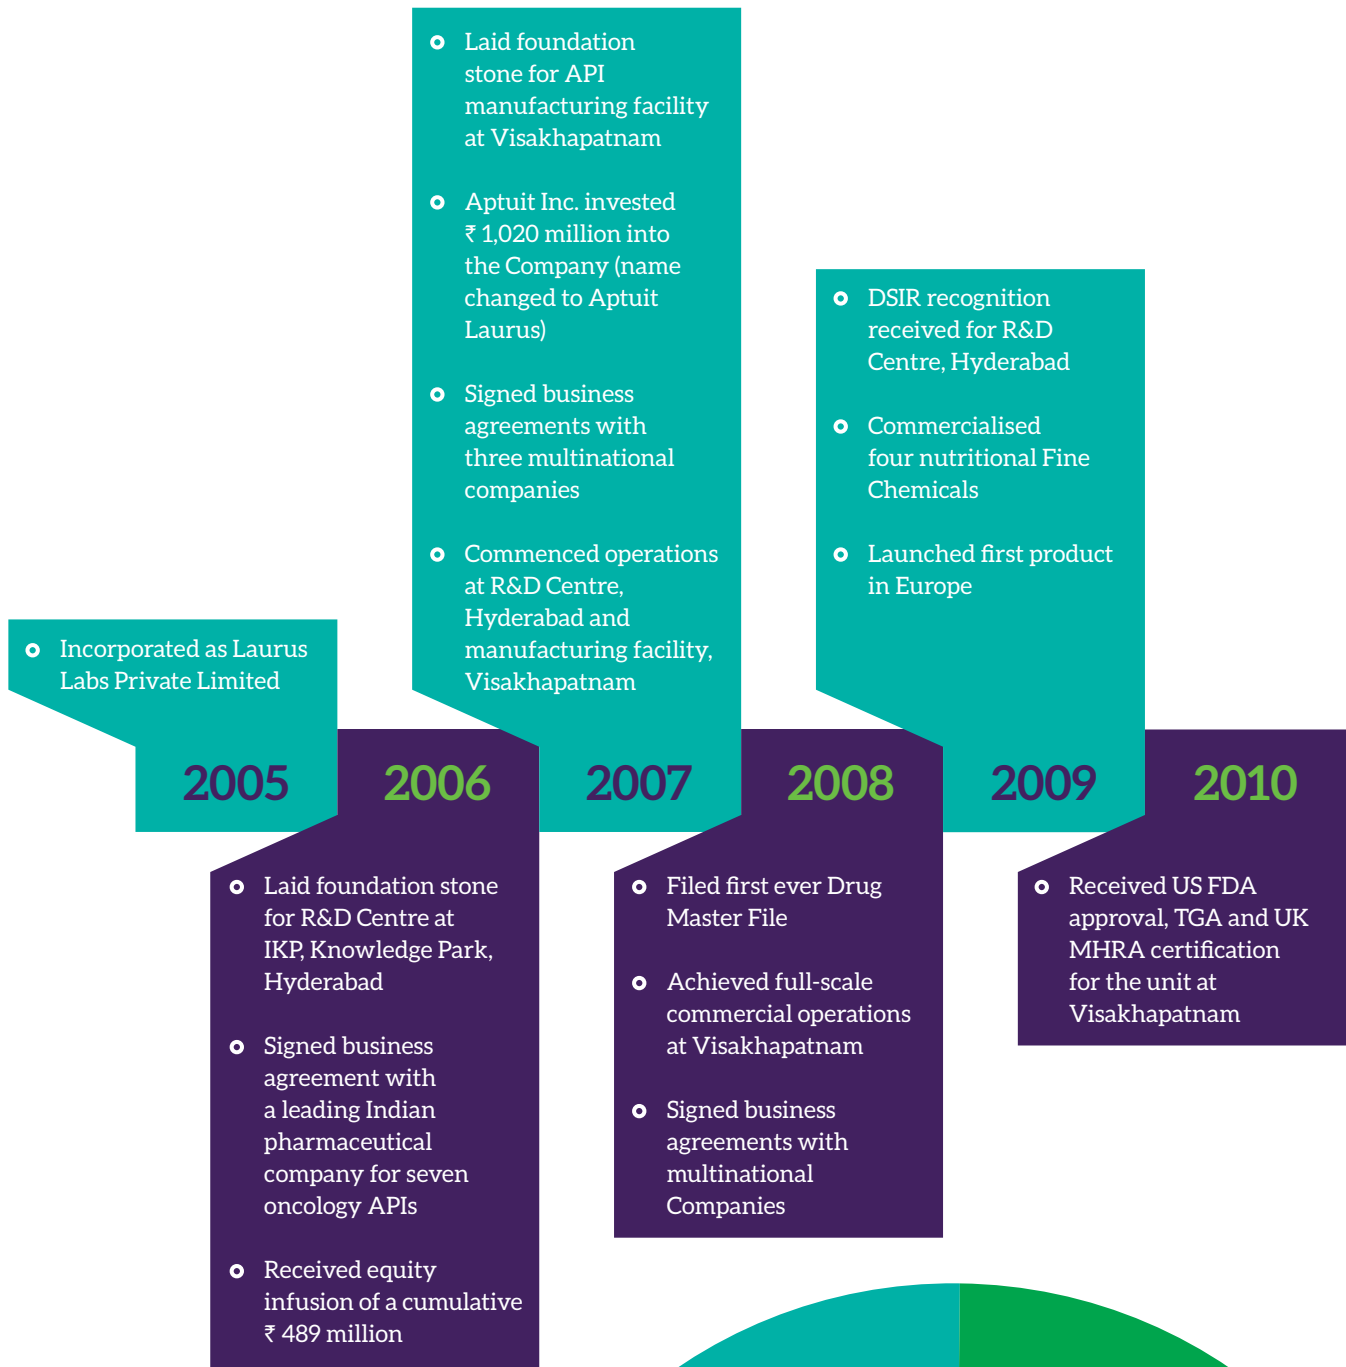 Laid foundation
stone for API
manufacturing facility
at Visakhapatnam
Aptuit Inc. invested
₹ 1,020 million into
the Company (name
changed to Aptuit
Laurus)
Signed business
agreements with
three multinational
companies
Commenced operations
at R&D Centre,
Hyderabad and
manufacturing facility,
Visakhapatnam
DSIR recognition
received for R&D
Centre, Hyderabad
Commercialised
four nutritional Fine
Chemicals
Launched first product
in Europe
Incorporated as Laurus
Labs Private Limited
2005 2006 2007 2008 2009 2010
Laid foundation stone
for R&D Centre at
IKP, Knowledge Park,
Hyderabad
Signed business
agreement with
a leading Indian
pharmaceutical
company for seven
oncology APIs
Received equity
infusion of a cumulative
₹ 489 million
Filed first ever Drug
Master File
Achieved full-scale
commercial operations
at Visakhapatnam
Signed business
agreements with
multinational
Companies
Received US FDA
approval, TGA and UK
MHRA certification
for the unit at
Visakhapatnam